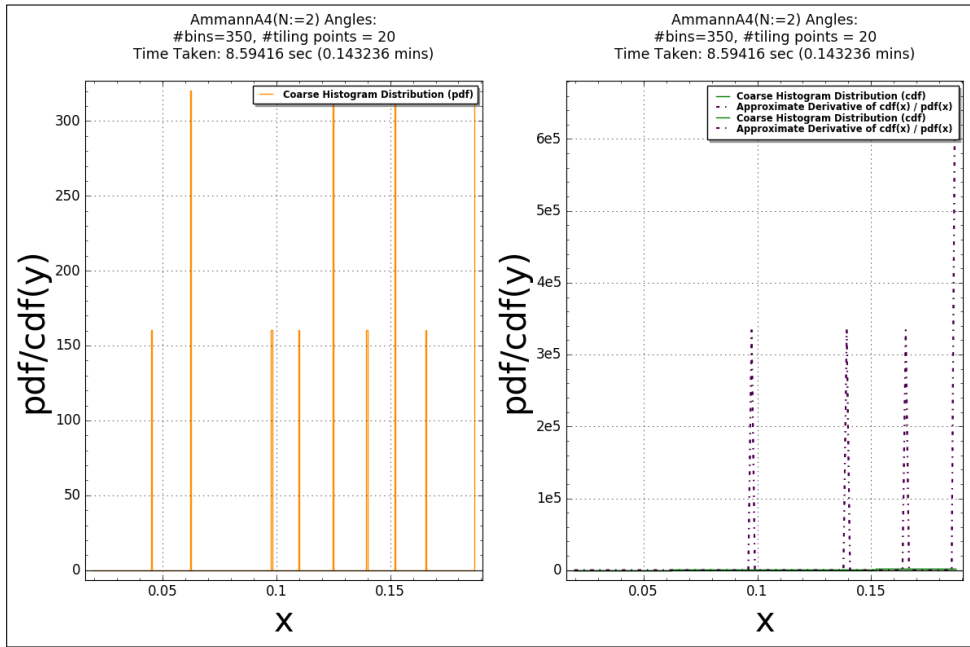 AmmannA4(N:=2) Angles:
#bins=350, #tiling points = 20
Time Taken: 8.59416 sec (0.143236 mins)
Coarse Histogram Distribution (pdf)
pdf/cdf(y)
300
250
200
150
100
50
0
0.05
0.1
0.15
x
AmmannA4(N:=2) Angles:
#bins=350, #tiling points = 20
Time Taken: 8.59416 sec (0.143236 mins)
Coarse Histogram Distribution (cdf)
Approximate Derivative of cdf(x) / pdf(x)
Coarse Histogram Distribution (cdf)
Approximate Derivative of cdf(x) / pdf(x)
pdf/cdf(y)
6e5
5e5
4e5
3e5
2e5
1e5
0
0.05
0.1
0.15
x